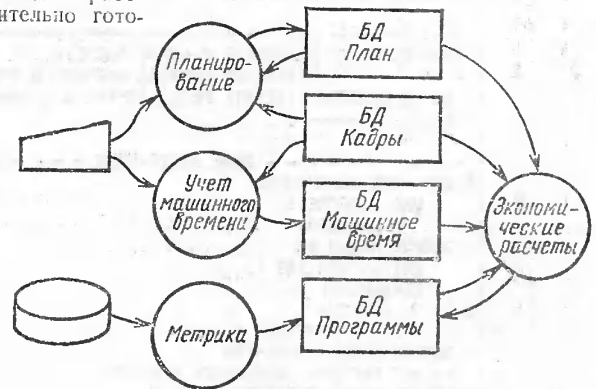 зительно гото-
Планиро-
вание
БД
План
БД
Кадры
Учет
машинного
времени
БД
Машинное
время
Экономи-
ческие
расчеты
Метрика
БД
Программы